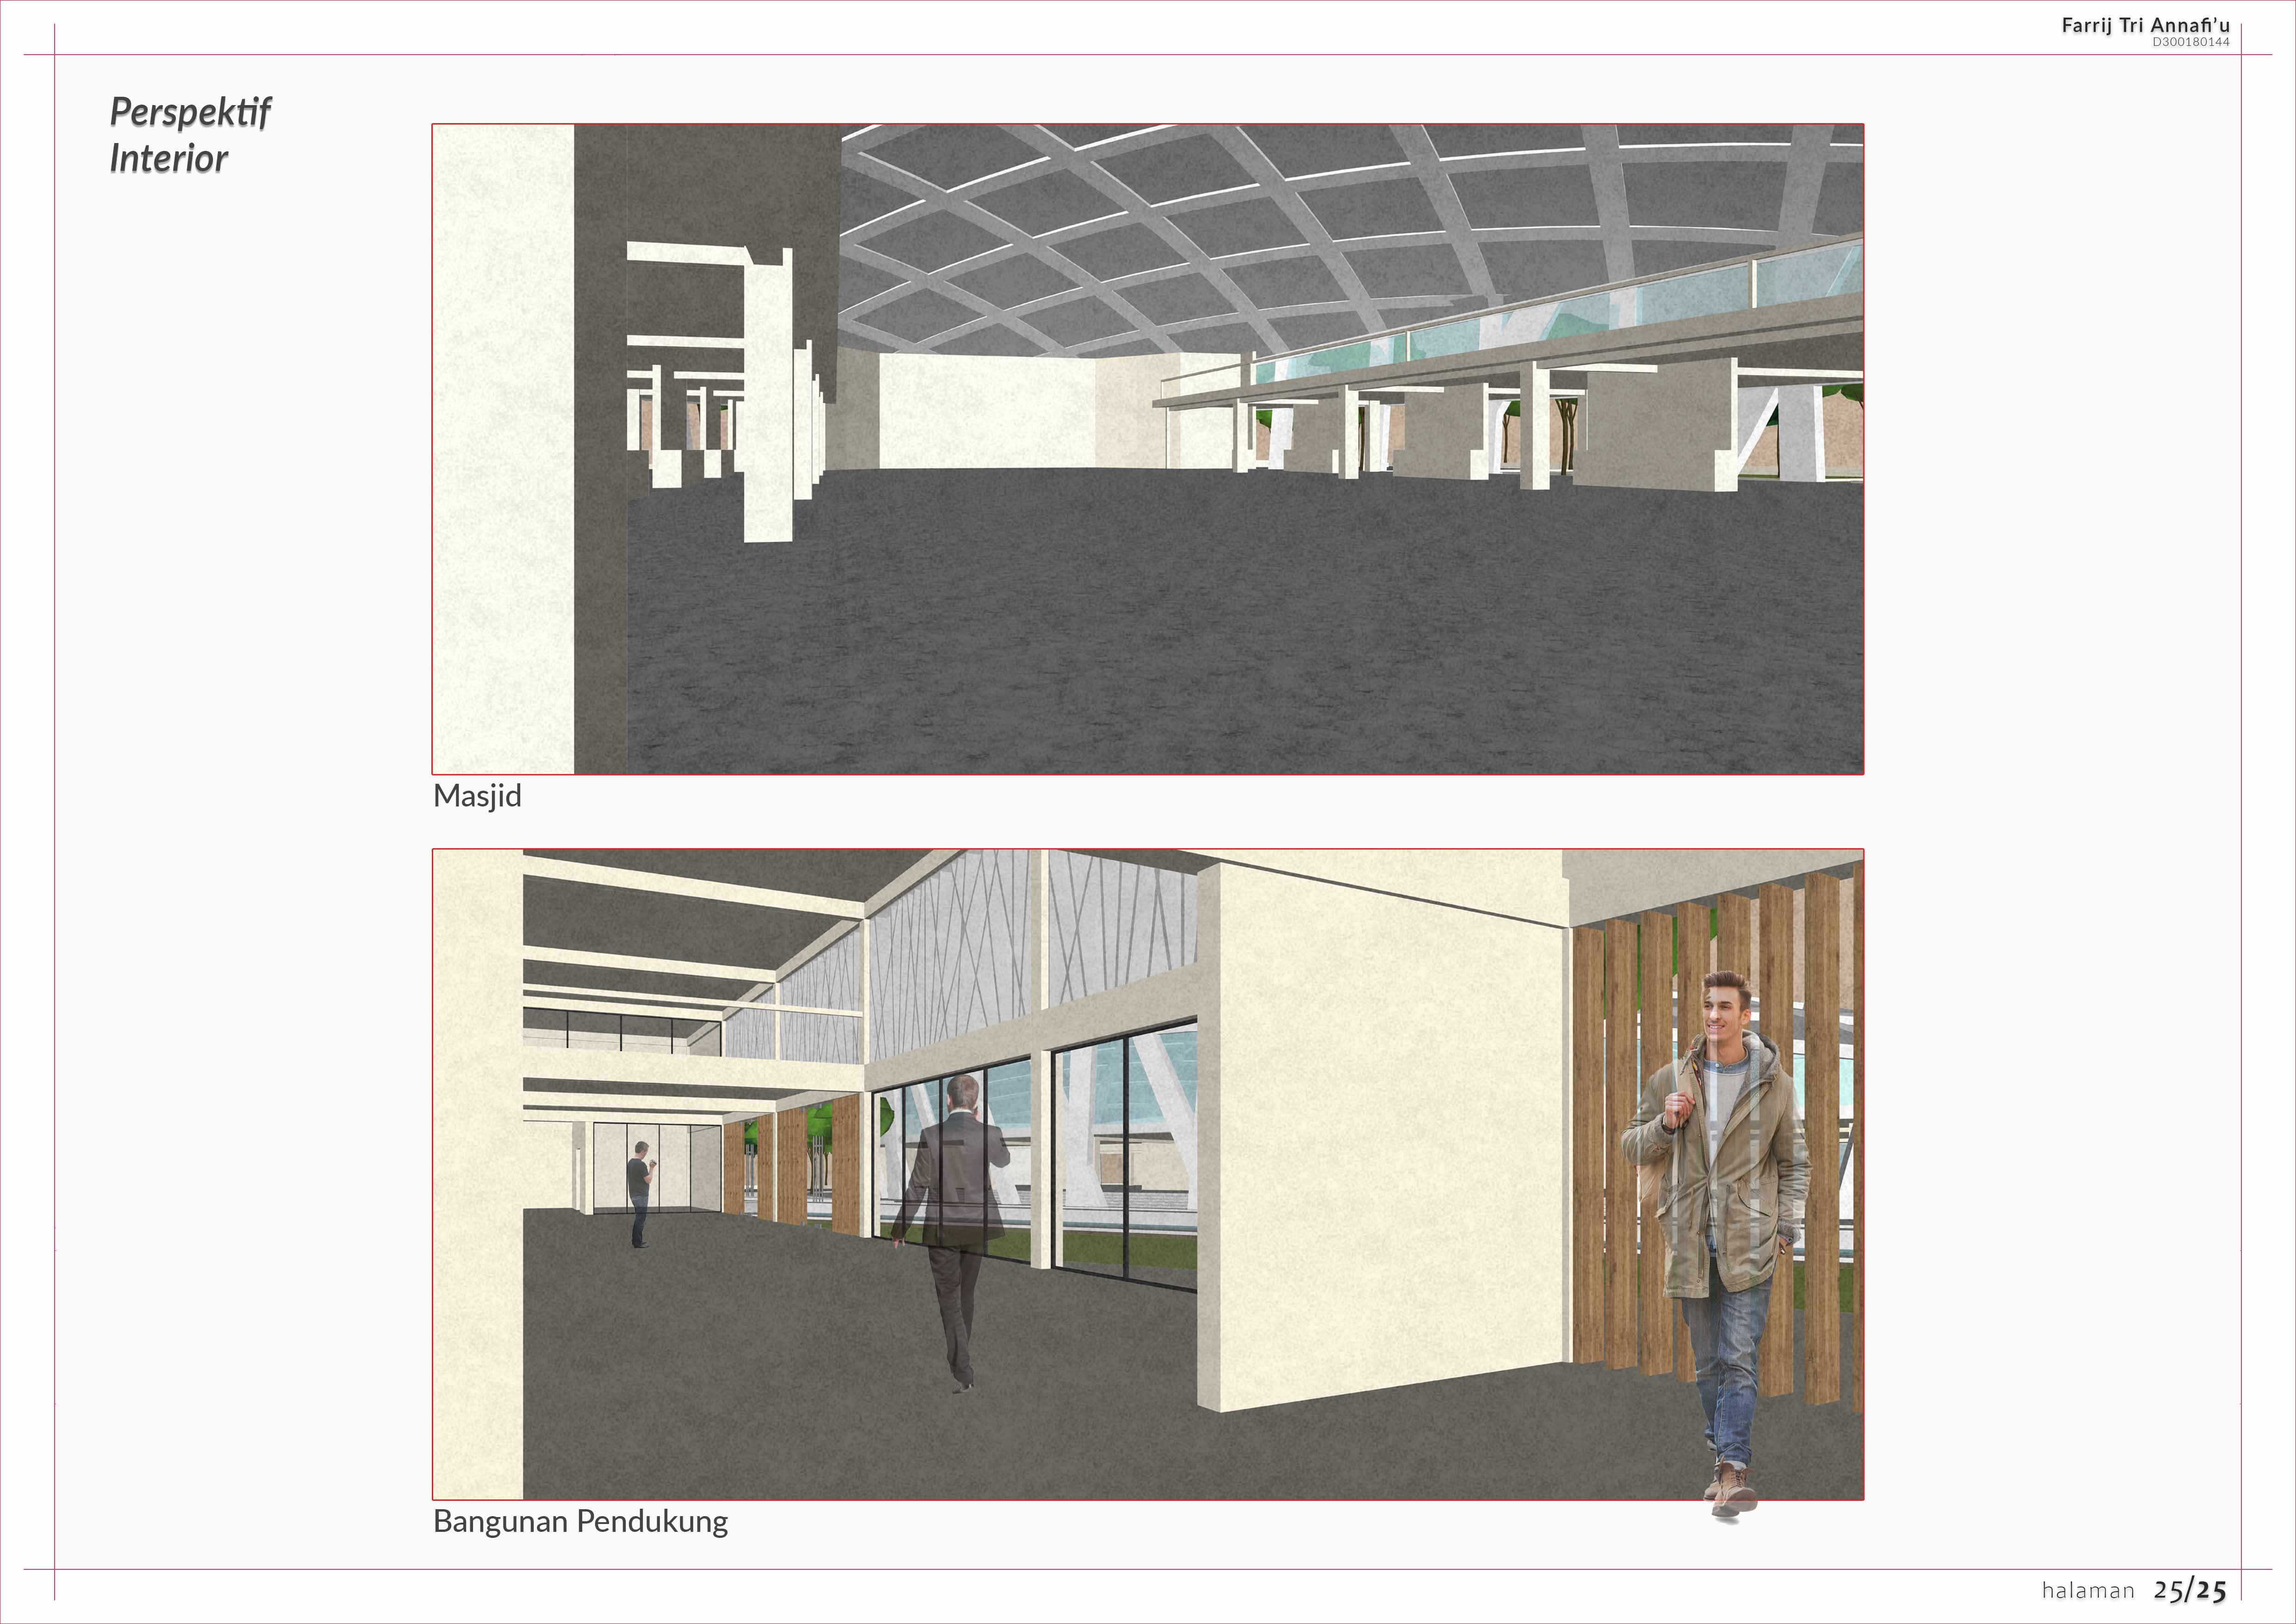 Farrij Tri Annafi’u
D300180144
Perspektif
Interior
Masjid
Bangunan Pendukung
halaman 25/25